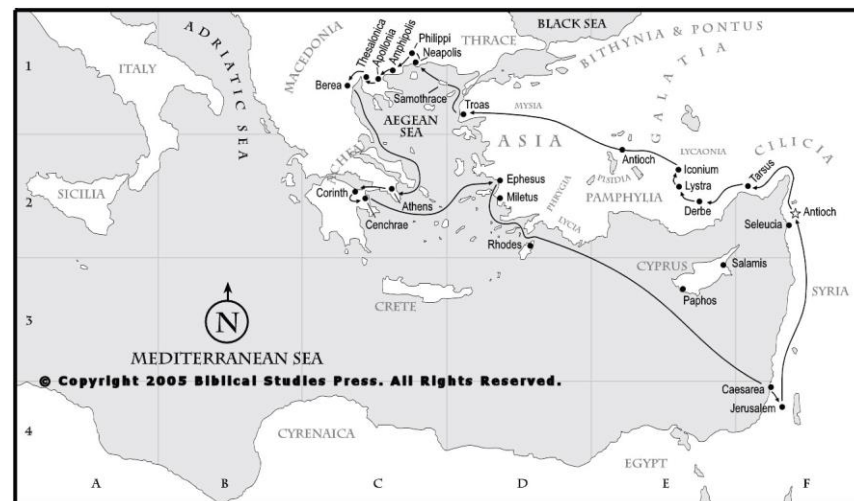 BLACK SEA
ADRIATIC SEA
MACEDONIA
Thesalonica
Apollonia
Amphipolis
Philippi
Neapolis
THRACE
BITHYNIA & PONTUS
1
ITALY
Berea
Samothrace
Troas
MYSIA
GALATIA
AEGEAN
SEA
ASIA
CILICIA
ACHEU
Antioch
LYCAONIA
Iconium
PISIDIA
Lystra
Tarsus
SICILIA
Corinth
Ephesus
PHRYGIA
PAMPHYLIA
2
Athens
Miletus
Derbe
Antioch
Cenchrae
LYCIA
Seleucia
Rhodes
CYPRUS
Salamis
CRETE
Paphos
SYRIA
N
3
MEDITERRANEAN SEA
© Copyright 2005 Biblical Studies Press. All Rights Reserved.
Caesarea
Jerusalem
4
CYRENAICA
EGYPT
A
B
C
D
E
F